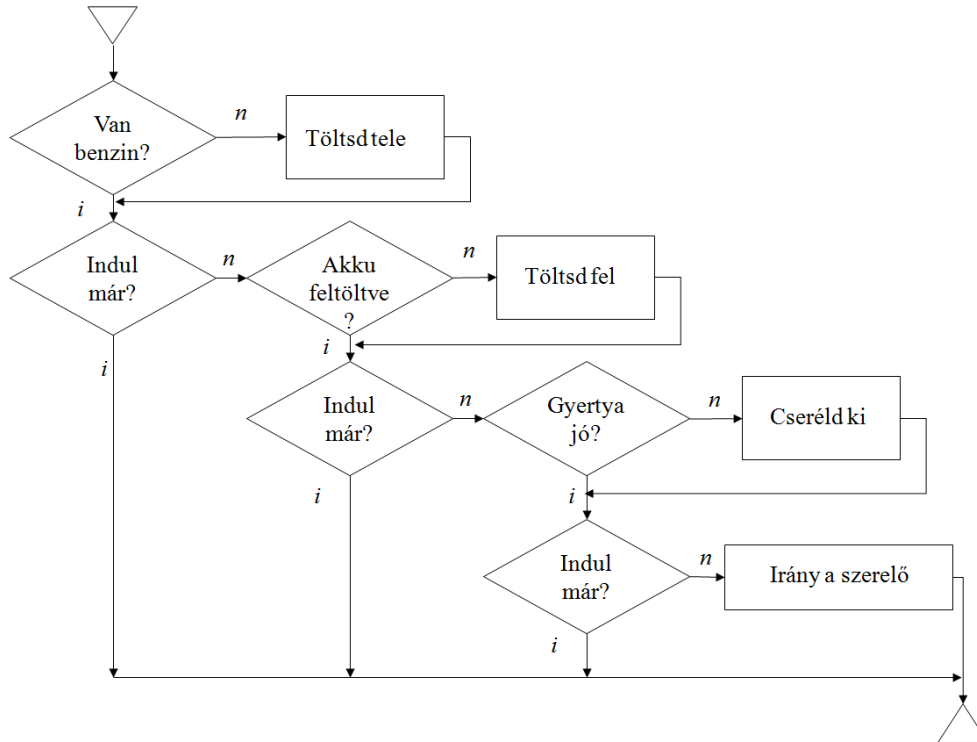 Van
benzin?
n
Töltsd tele
i
Indul
már?
n
Akku
feltöltve
?
n
Töltsd fel
i
i
Indul
már?
n
Gyertya
jó?
n
Cseréld ki
i
i
Indul
már?
n
Irány a szerelő
i